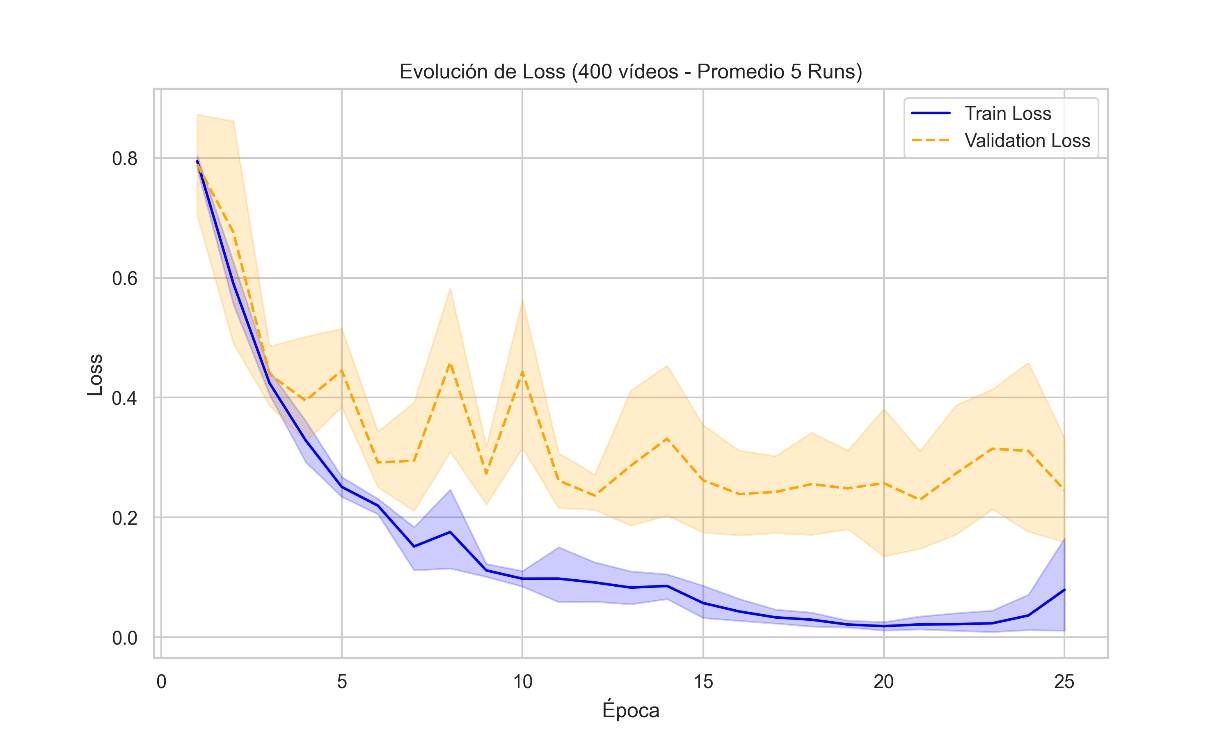 Evolución de Loss (400 vídeos - Promedio 5 Runs)
Train Loss
Validation Loss
0.8
0.6
0.4
0.2
0.0
Loss
0 5 10 15 20 25
Época